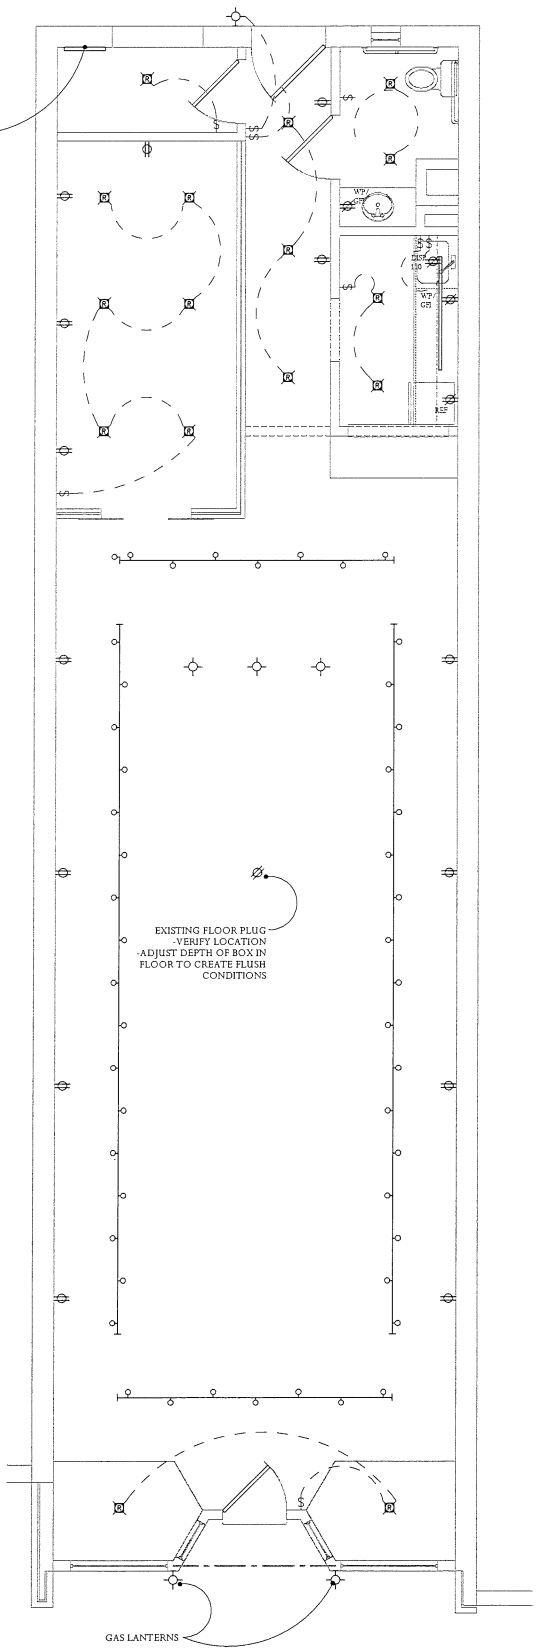 $
$
$
$
R
R
R
R
WP/
GFI
R
R
R
$ $
DISP.
110
$
WP/
GFI
R
R
R
R
R
R
R
REF
$
EXISTING FLOOR PLUG
-VERIFY LOCATION
-ADJUST DEPTH OF BOX IN
FLOOR TO CREATE FLUSH
CONDITIONS
$
R
R
GAS LANTERNS